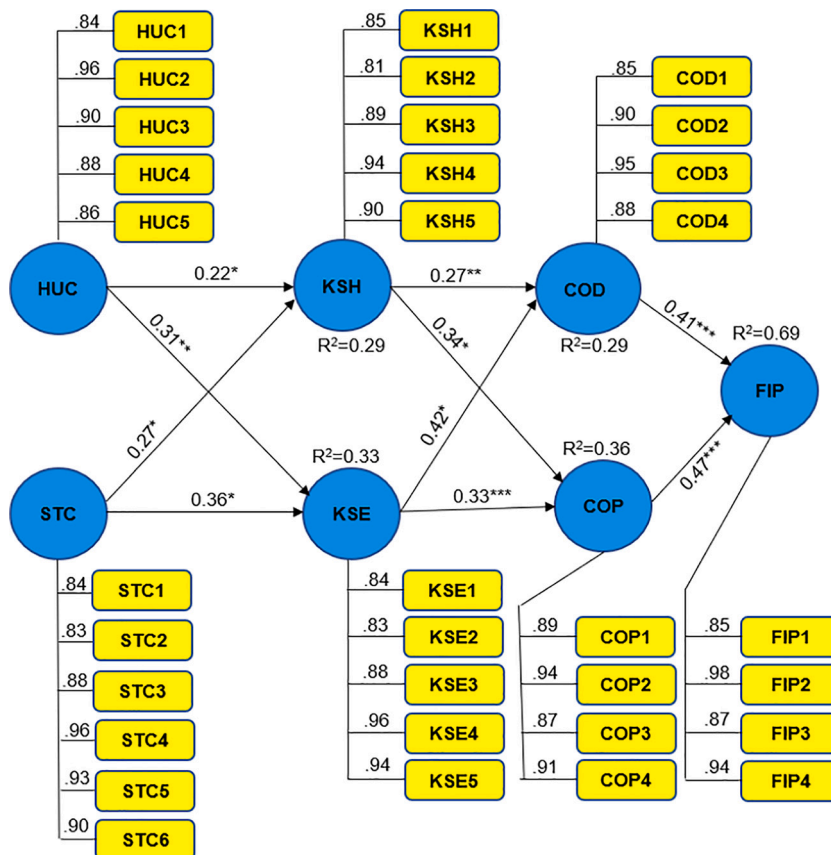 .84 HUC1
.96 HUC2
.90 HUC3
.88 HUC4
.86 HUC5
.85 KSH1
.81 KSH2
.89 KSH3
.94 KSH4
.90 KSH5
.85 COD1
.90 COD2
.95 COD3
.88 COD4
HUC
0.22*
0.31**
KSH
R²=0.29
0.27**
0.34*
COD
R²=0.29
0.41***
R²=0.69
FIP
STC
0.27*
0.36*
R²=0.33
KSE
0.42*
0.33***
R²=0.36
COP
0.47***
.84 STC1
.83 STC2
.88 STC3
.96 STC4
.93 STC5
.90 STC6
.84 KSE1
.83 KSE2
.88 KSE3
.96 KSE4
.94 KSE5
.89 COP1
.94 COP2
.87 COP3
.91 COP4
.85 FIP1
.98 FIP2
.87 FIP3
.94 FIP4